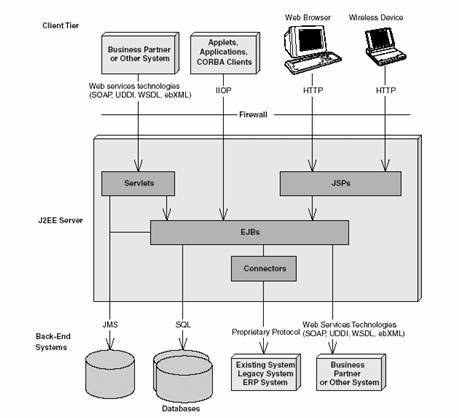 Client Tier
Web Browser
Wireless Device
Business Partner
or Other System
Applets,
Applications,
CORBA Clients
Web services technologies
(SOAP, UDDI, WSDL, ebXML)
IIOP
HTTP
HTTP
Firewall
Servlets
JSPs
J2EE Server
EJBs
Connectors
JMS
SQL
Proprietary Protocol
Web Services Technologies
(SOAP, UDDI, WSDL, ebXML)
Back-End
Systems
Existing System
Legacy System
ERP System
Business
Partner
or Other System
Databases